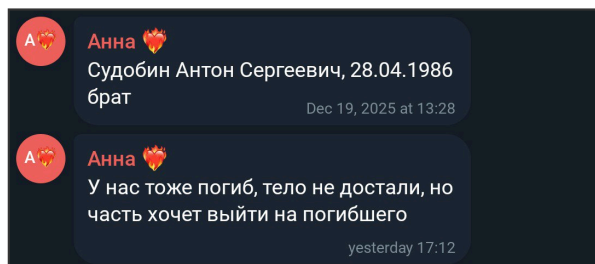 А❤️‍🔥
Анна ❤️‍🔥
Судобин Антон Сергеевич, 28.04.1986
брат
Dec 19, 2025 at 13:28
А❤️‍🔥
Анна ❤️‍🔥
У нас тоже погиб, тело не достали, но
часть хочет выйти на погибшего
yesterday 17:12